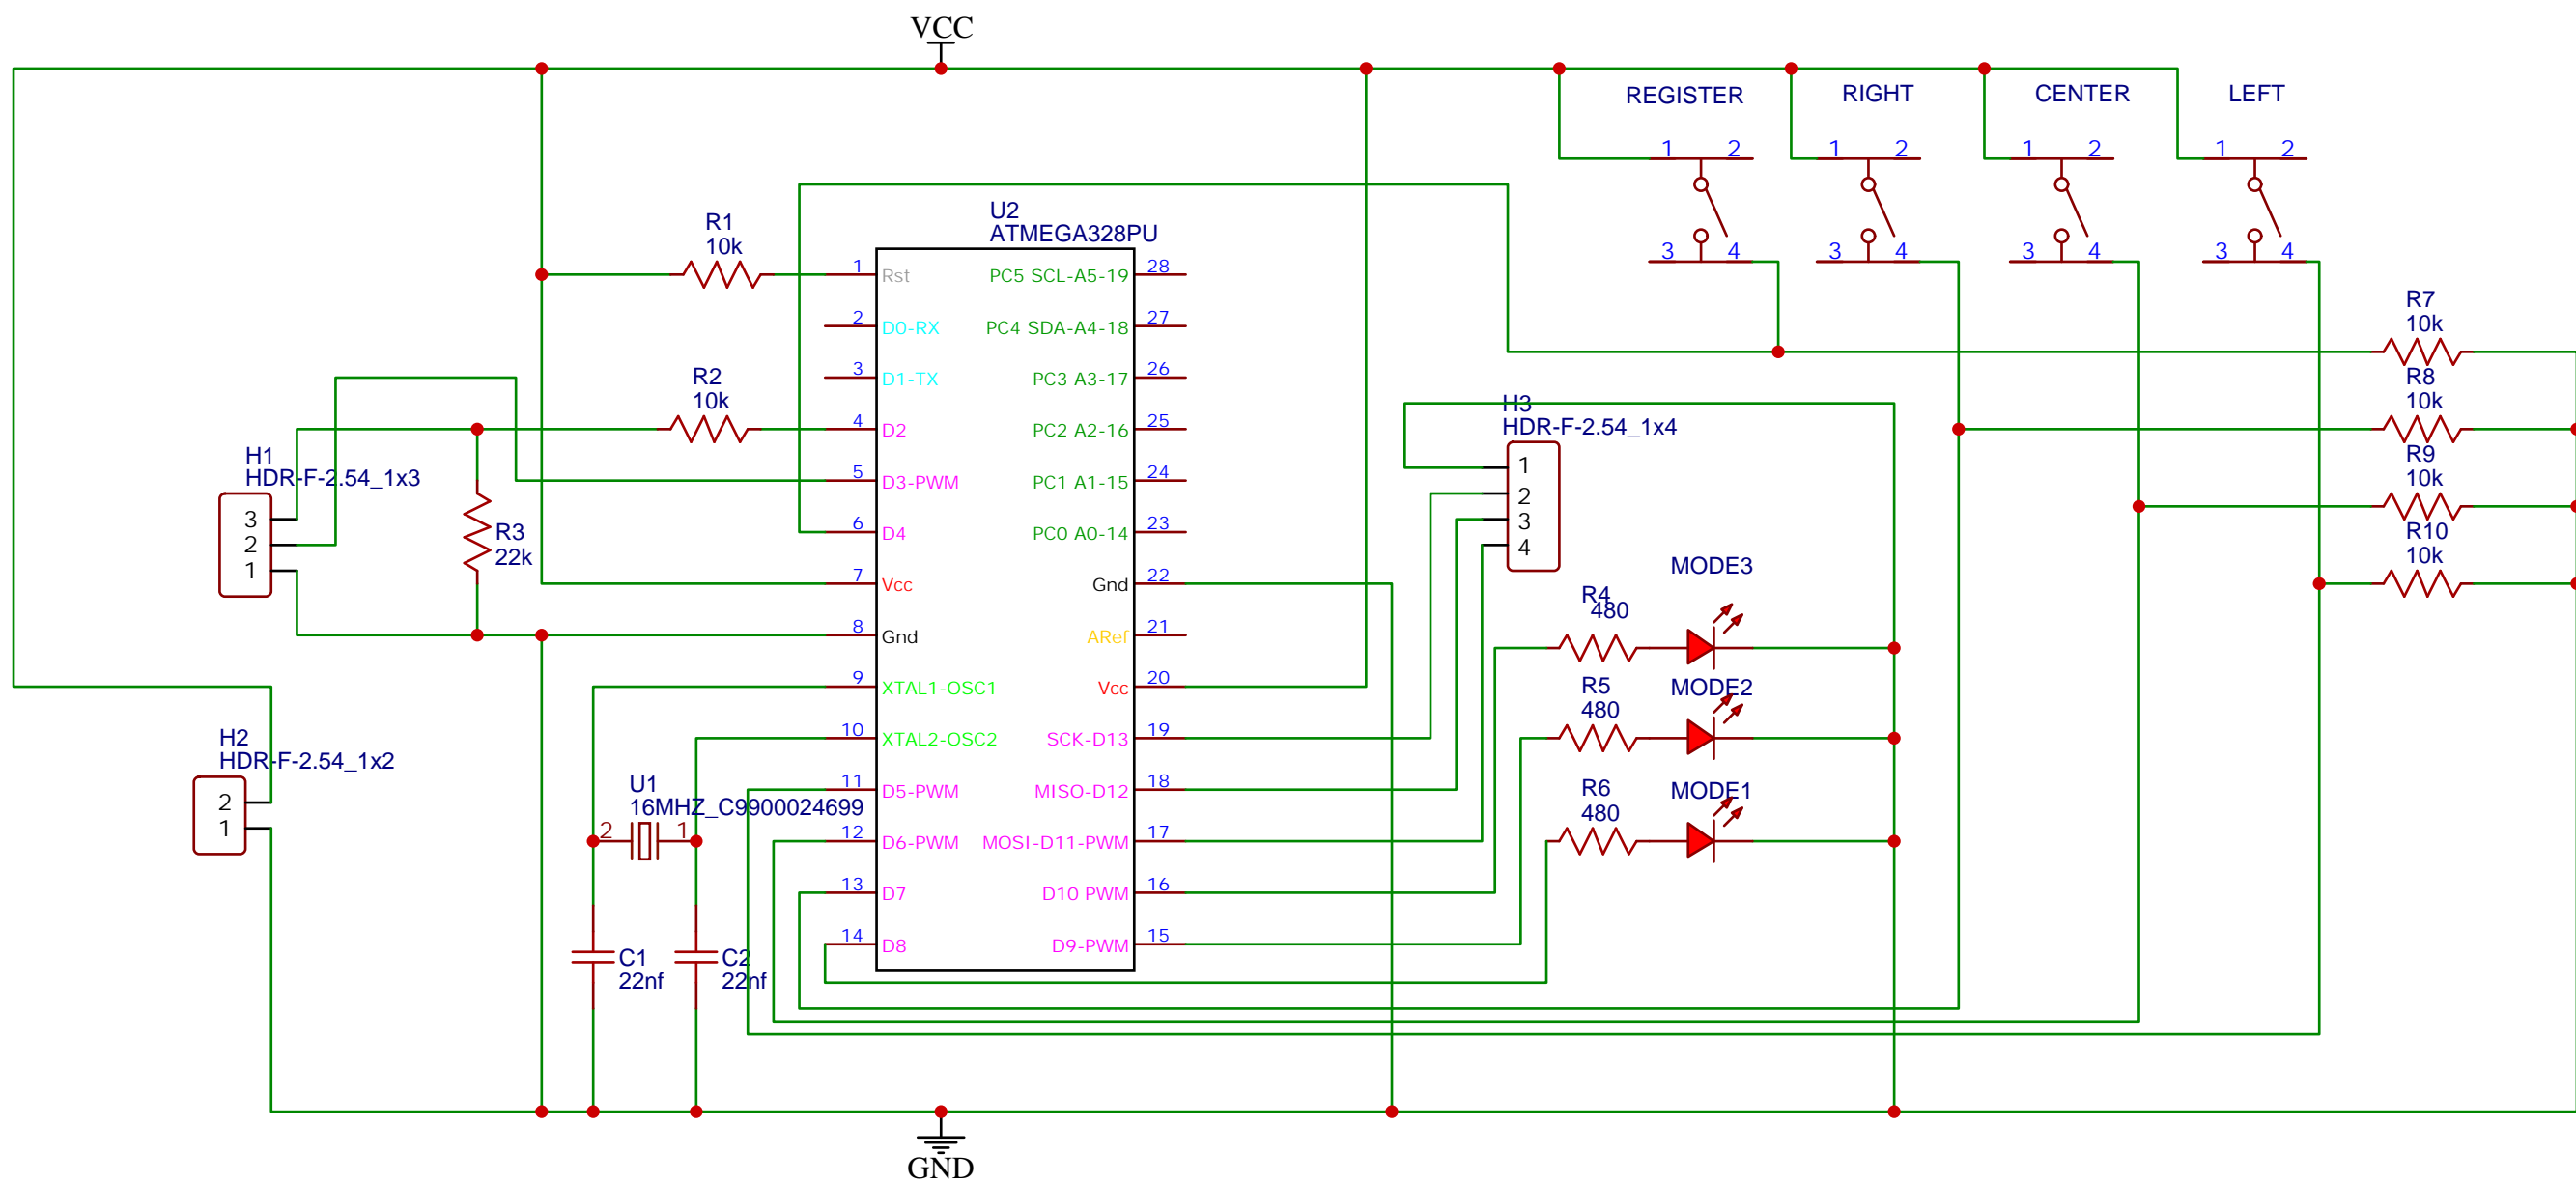 VCC
REGISTER
RIGHT
CENTER
LEFT
1 2
1 2
1 2
1 2
3 4
3 4
3 4
3 4
U2
ATMEGA328PU
R1
10k
R2
10k
1 Rst
2 D0-RX
3 D1-TX
4 D2
5 D3-PWM
6 D4
7 Vcc
8 Gnd
9 XTAL1-OSC1
10 XTAL2-OSC2
11 D5-PWM
12 D6-PWM
13 D7
14 D8
PC5 SCL-A5-19 28
PC4 SDA-A4-18 27
PC3 A3-17 26
PC2 A2-16 25
PC1 A1-15 24
PC0 A0-14 23
Gnd 22
ARef 21
Vcc 20
SCK-D13 19
MISO-D12 18
MOSI-D11-PWM 17
D10 PWM 16
D9-PWM 15
H1
HDR-F-2.54_1x3
3
2
1
R3
22k
H2
HDR-F-2.54_1x2
2
1
U1
16MHZ_C9900024699
2 1
C1
22nf
C2
22nf
H3
HDR-F-2.54_1x4
1
2
3
4
MODE3
R4
480
MODE2
R5
480
MODE1
R6
480
R7
10k
R8
10k
R9
10k
R10
10k
GND